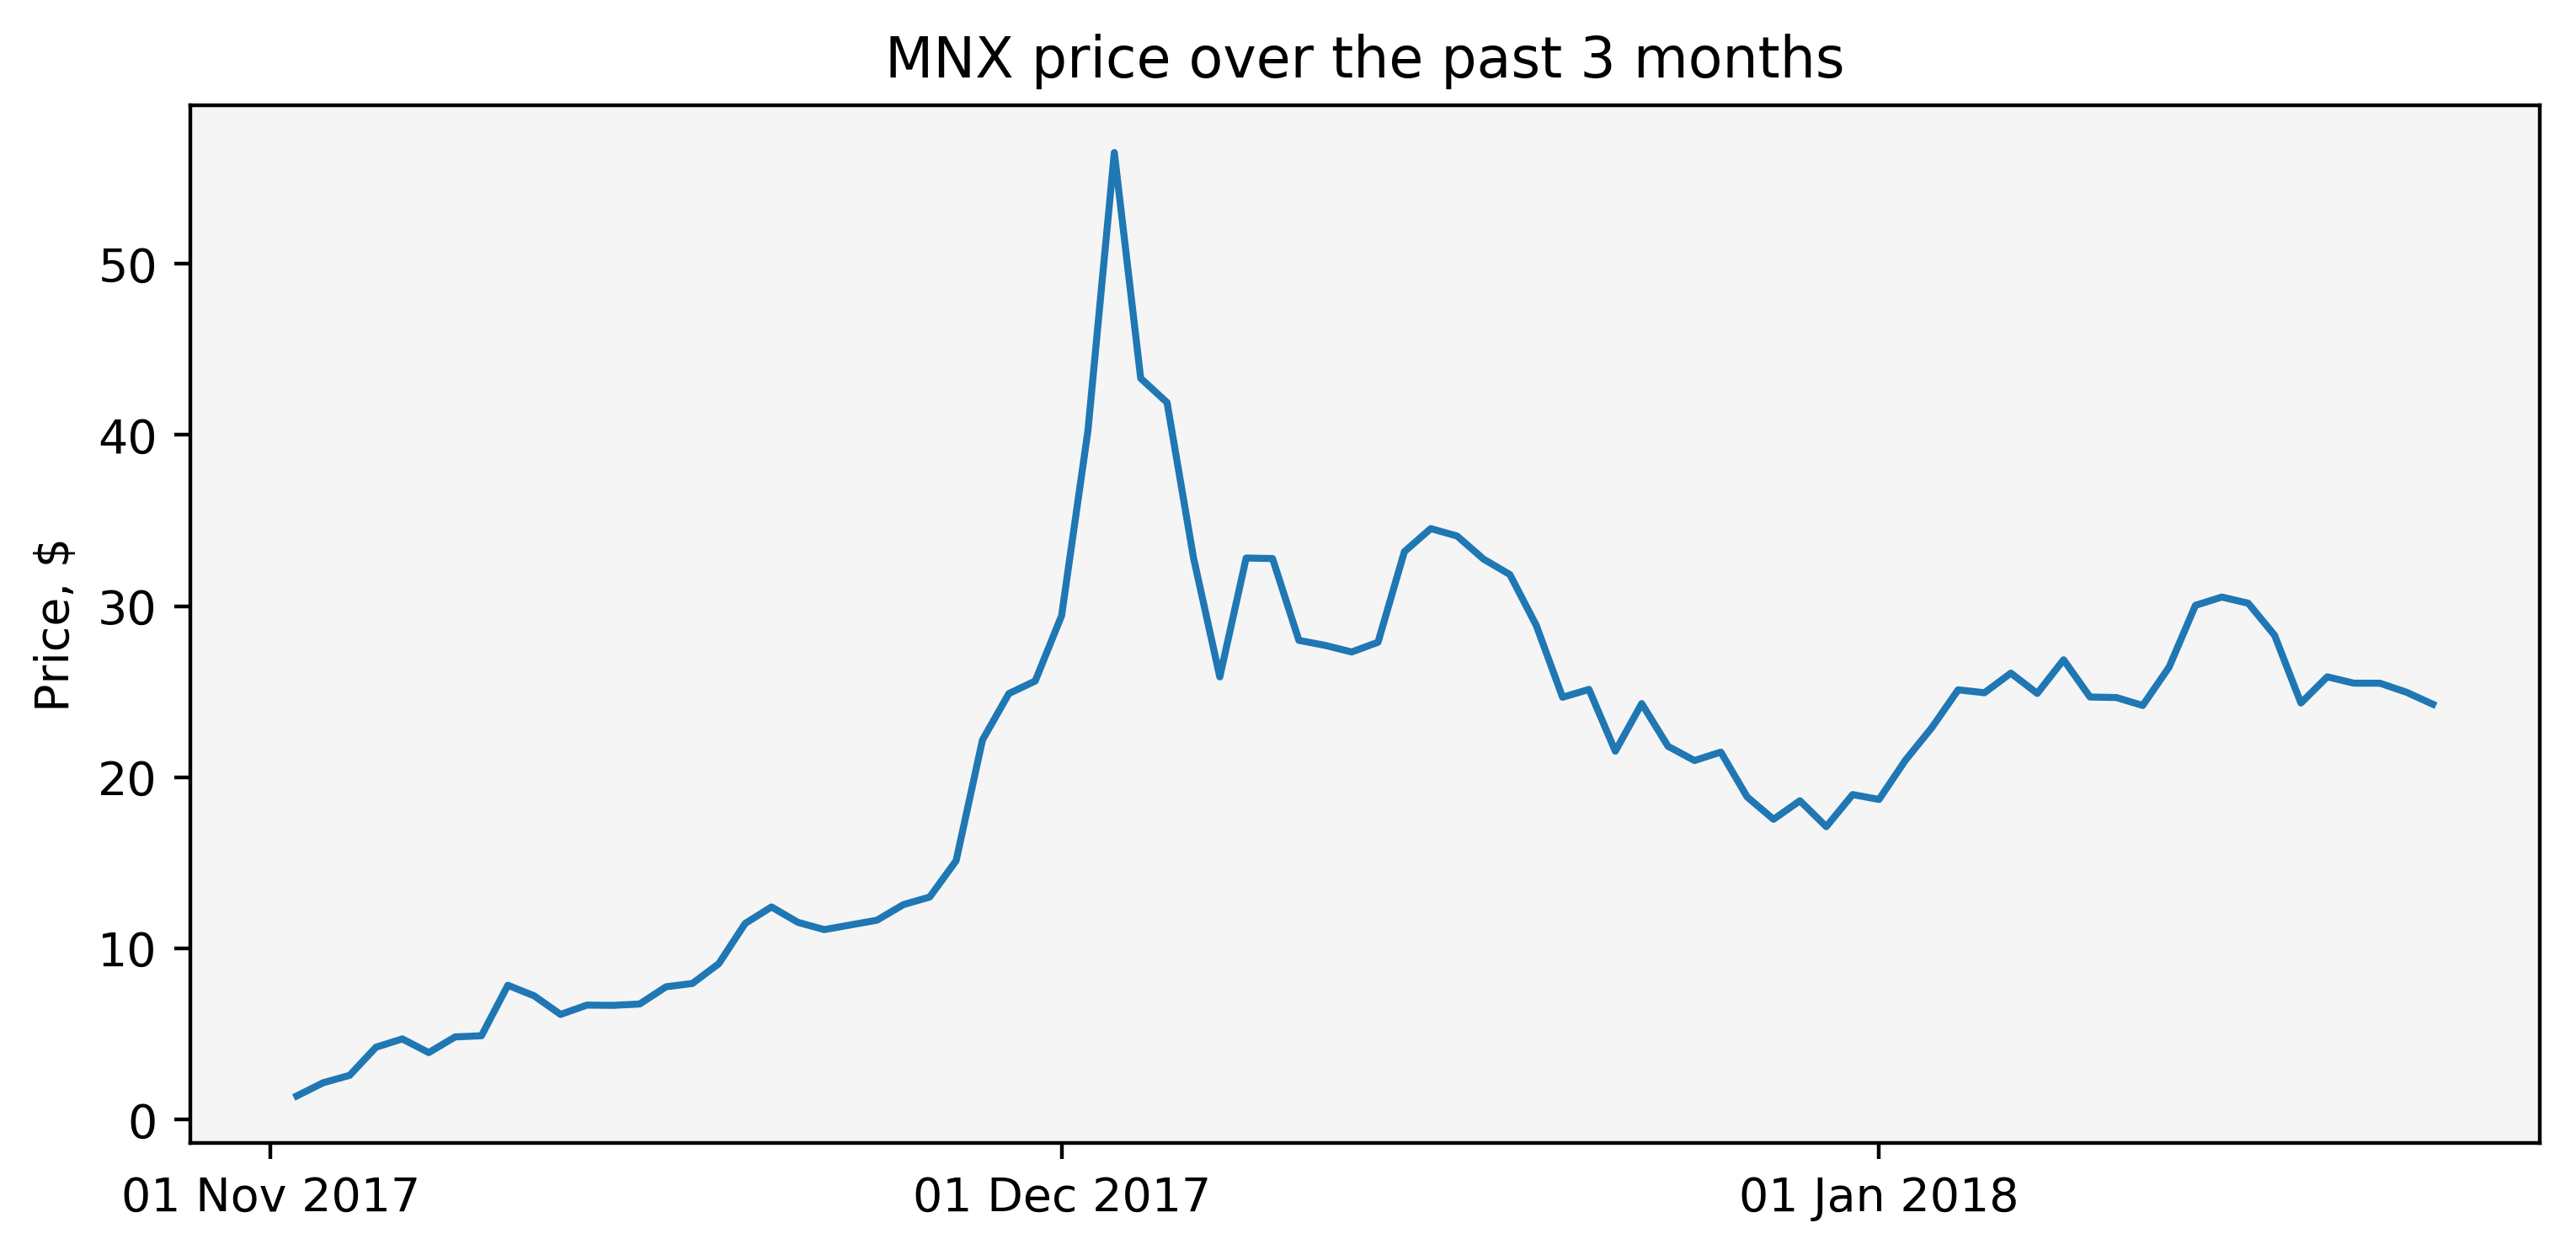 MNX price over the past 3 months
Price, $
50
40
30
20
10
0
01 Nov 2017
01 Dec 2017
01 Jan 2018